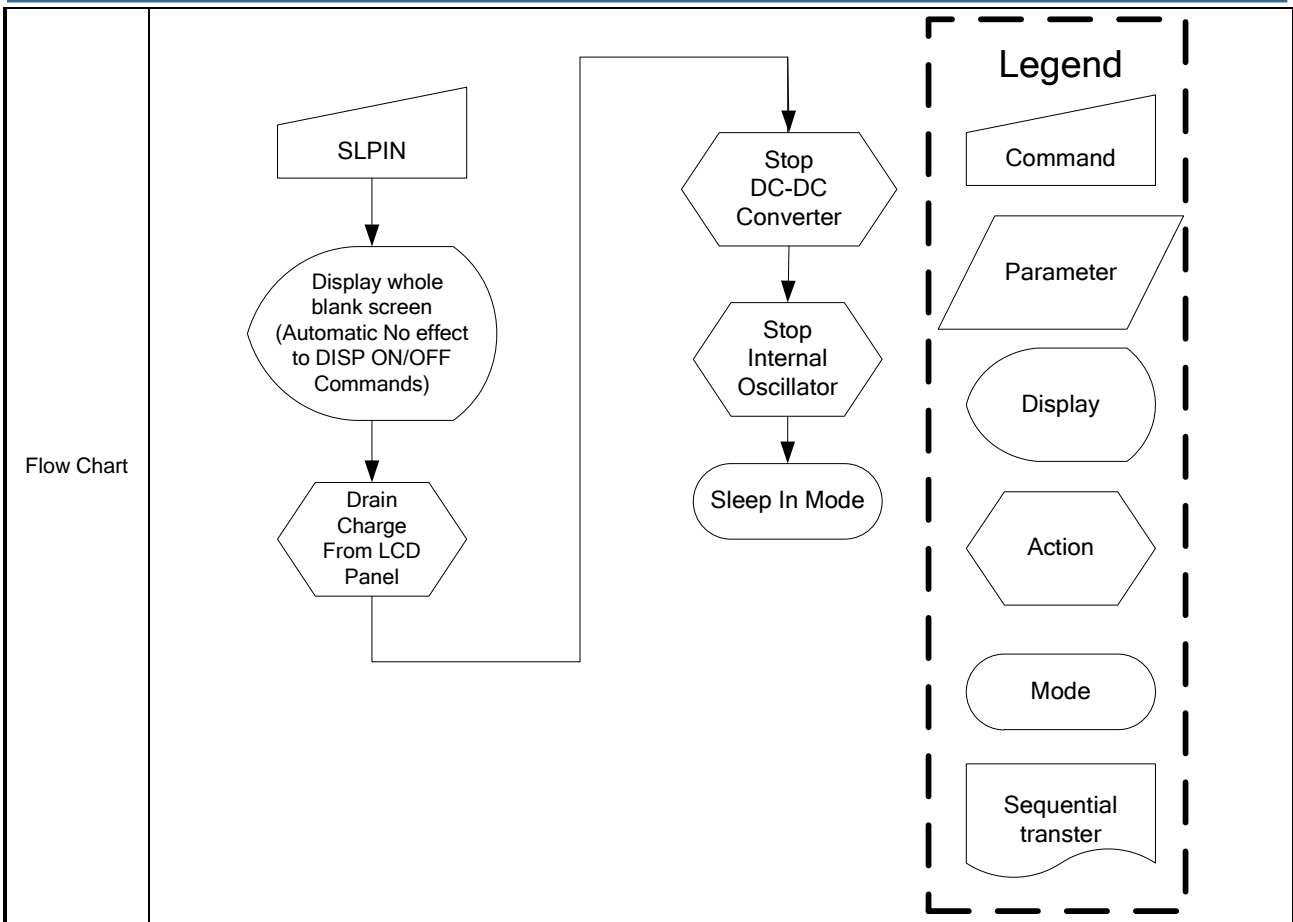 Flow Chart
SLPIN
Display whole
blank screen
(Automatic No effect
to DISP ON/OFF
Commands)
Drain
Charge
From LCD
Panel
Stop
DC-DC
Converter
Stop
Internal
Oscillator
Sleep In Mode
Legend
Command
Parameter
Display
Action
Mode
Sequential
transter